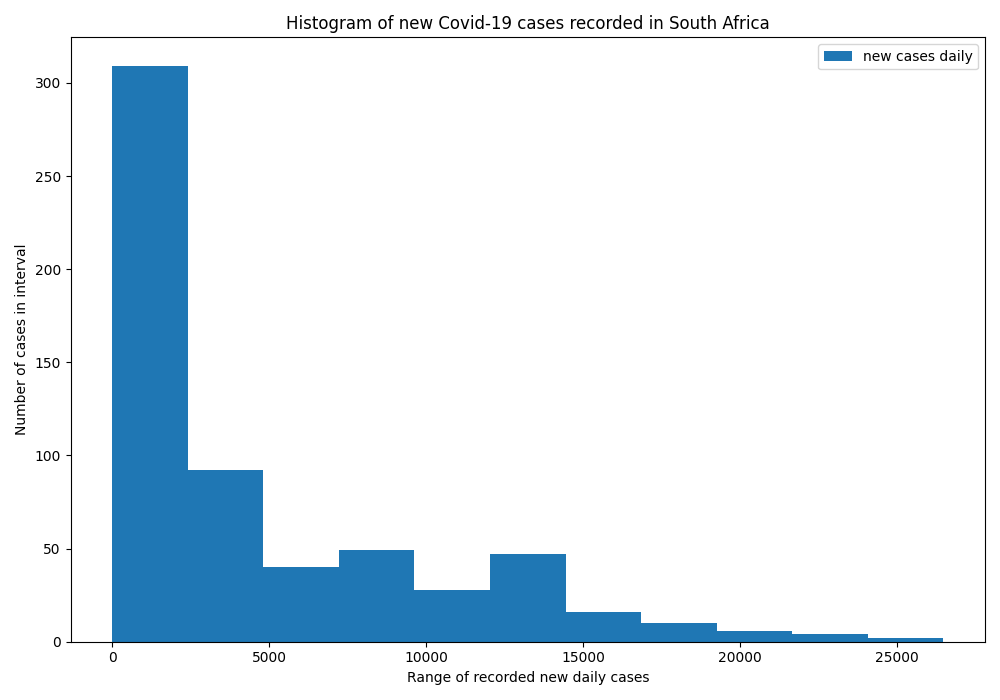 Histogram of new Covid-19 cases recorded in South Africa
new cases daily
300
250
200
150
100
50
0
Number of cases in interval
0 5000 10000 15000 20000 25000
Range of recorded new daily cases